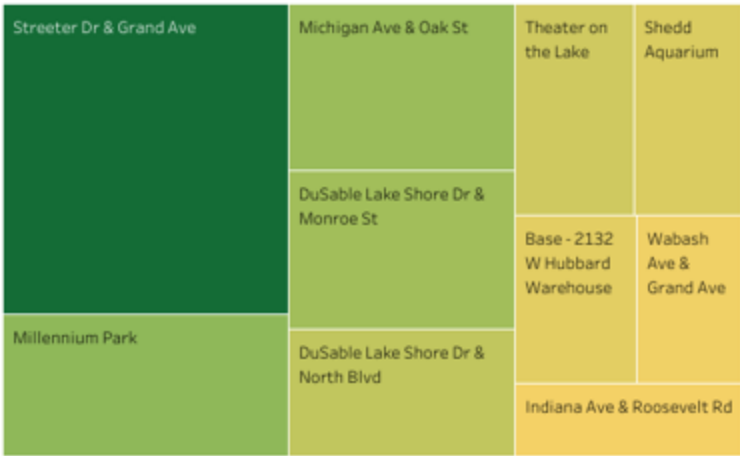 Streeter Dr & Grand Ave
Millennium Park
Michigan Ave & Oak St
DuSable Lake Shore Dr &
Monroe St
DuSable Lake Shore Dr &
North Blvd
Theater on
the Lake
Shedd
Aquarium
Base - 2132
W Hubbard
Warehouse
Wabash
Ave &
Grand Ave
Indiana Ave & Roosevelt Rd